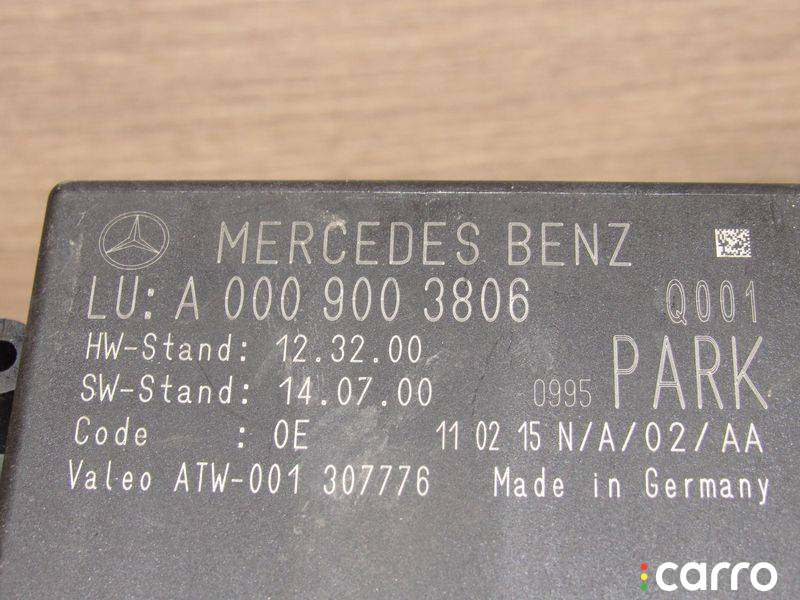 MERCEDES BENZ
LU: A 000 900 3806 Q001
HW-Stand: 12.32.00
SW-Stand: 14.07.00 0995 PARK
Code : 0E 11 02 15 N/A/02/AA
Valeo ATW-001 307776 Made in Germany
carro